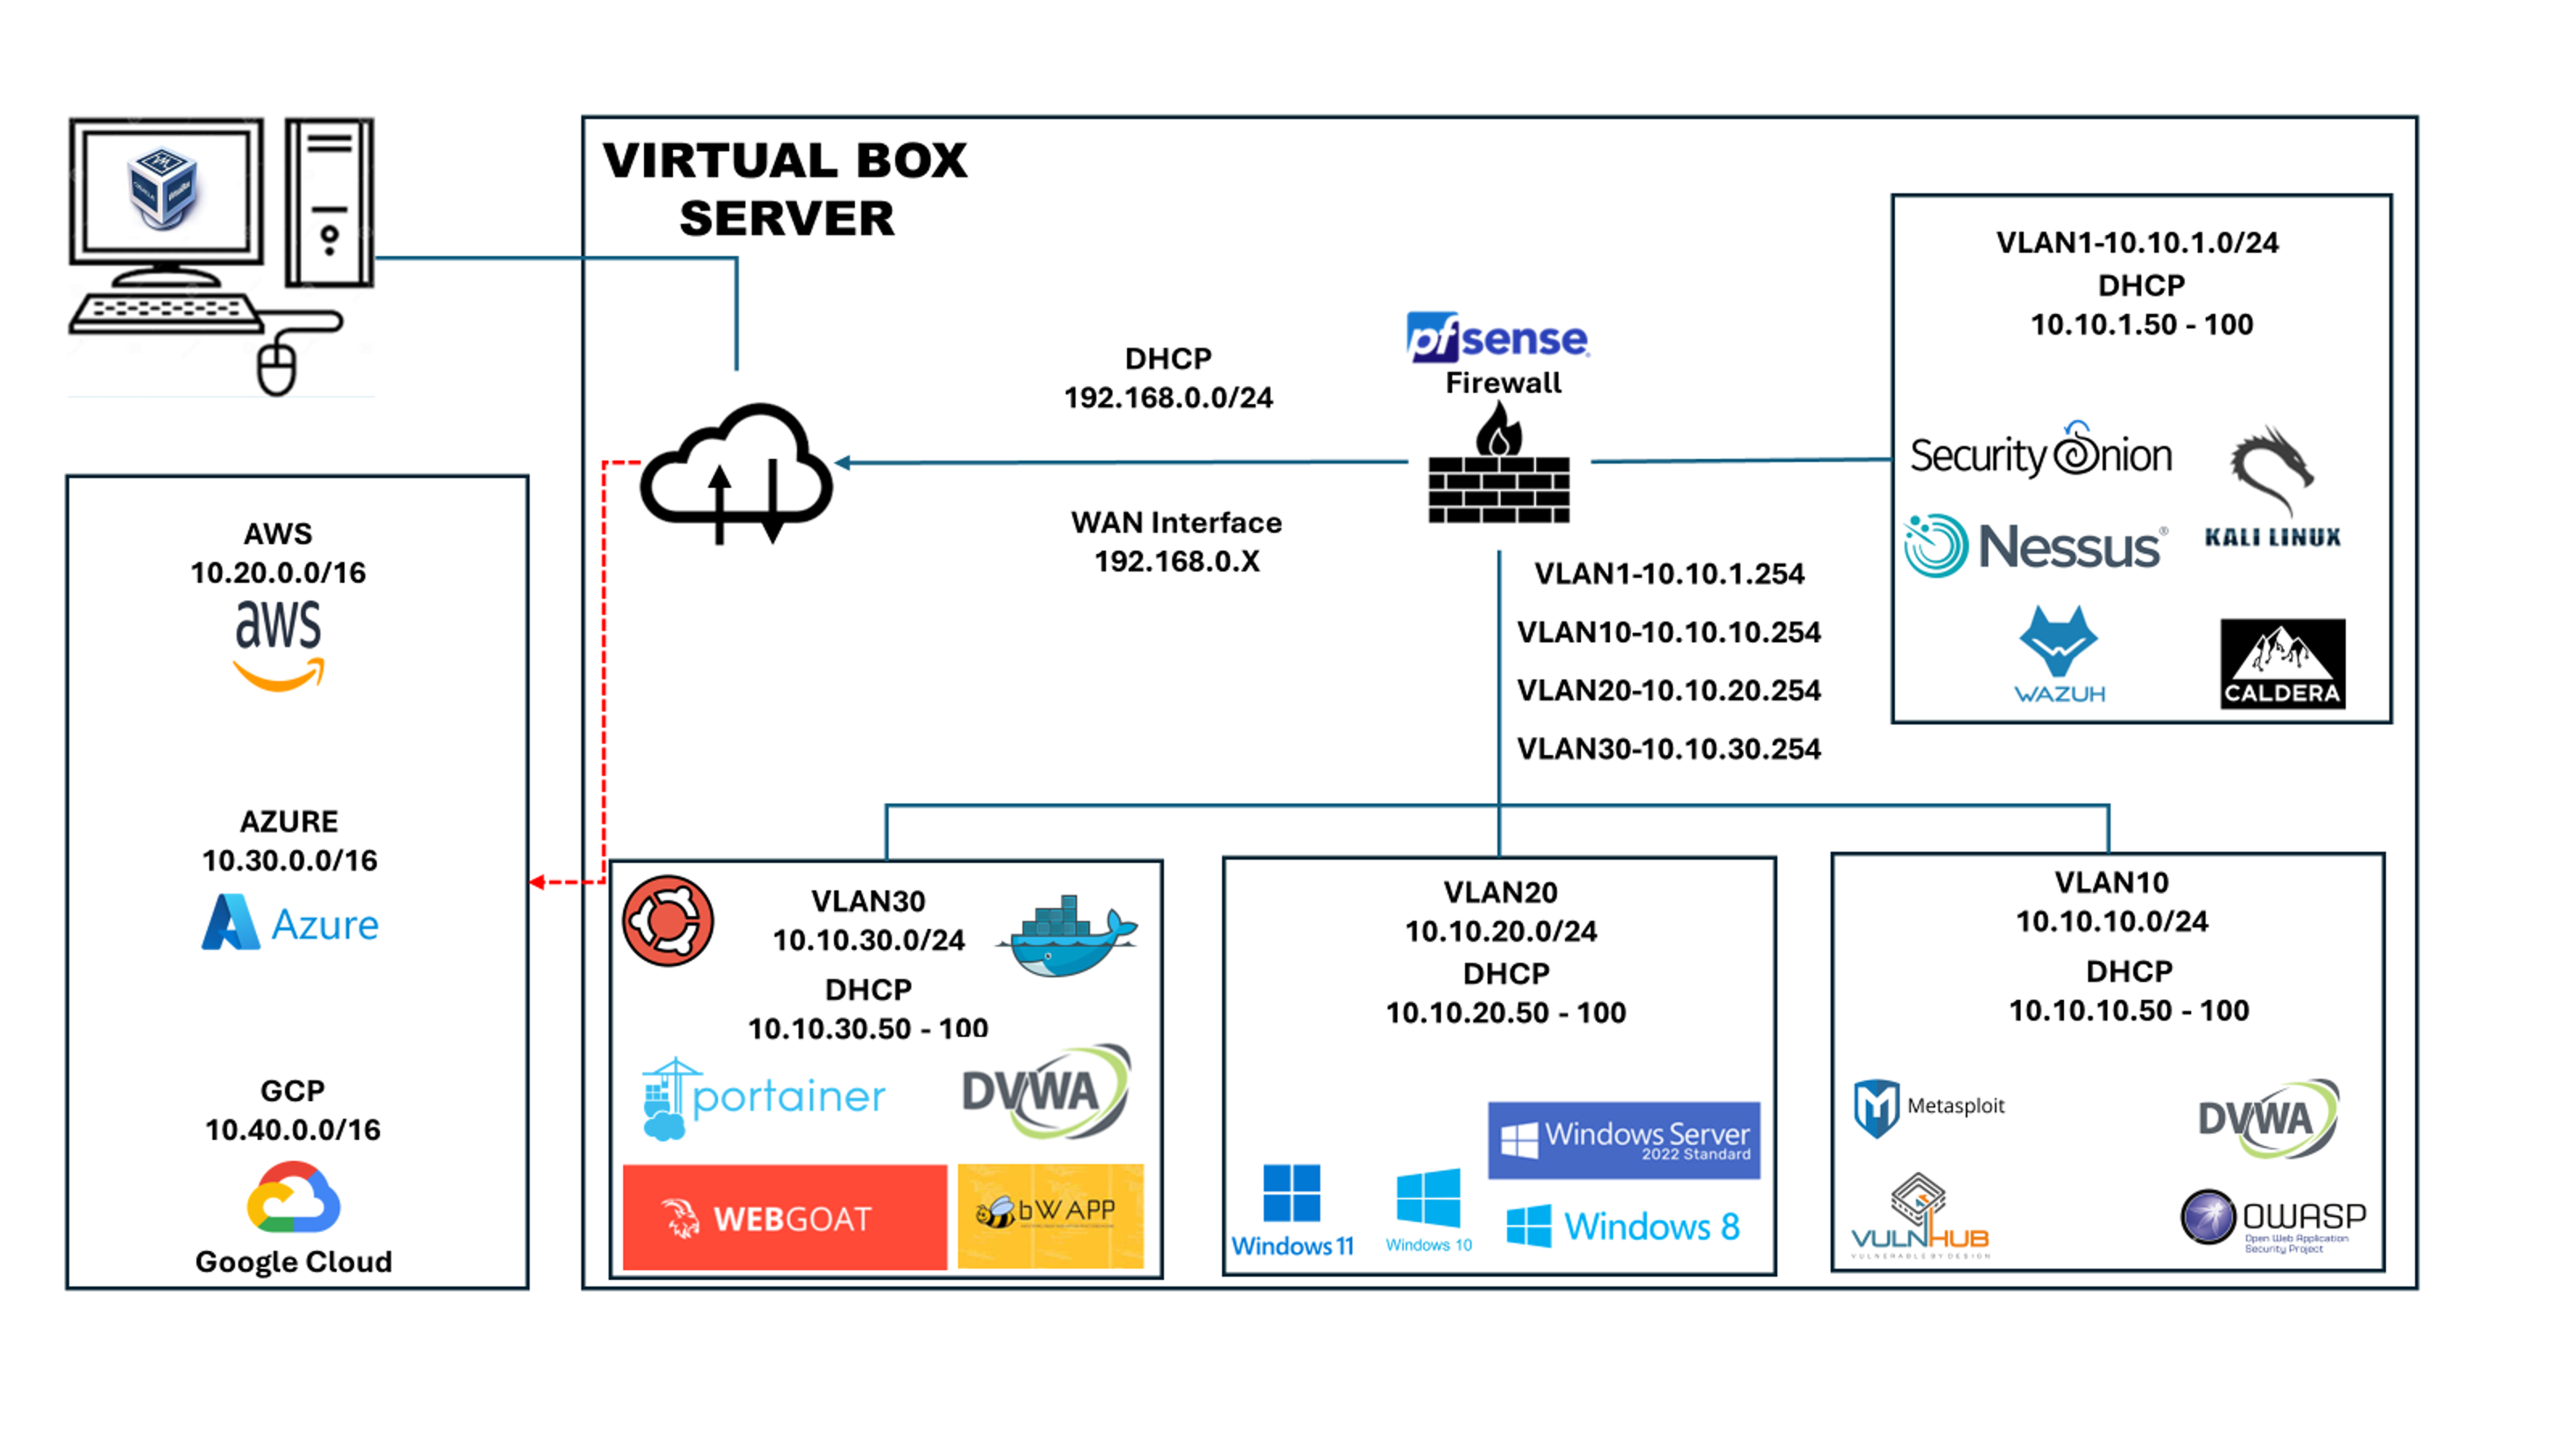 VIRTUAL BOX
SERVER
VLAN1-10.10.1.0/24
DHCP
10.10.1.50 - 100
Security Onion
KALI LINUX
Nessus®
WAZUH
CALDERA
pfsense
Firewall
DHCP
192.168.0.0/24
WAN Interface
192.168.0.X
VLAN1-10.10.1.254
VLAN10-10.10.10.254
VLAN20-10.10.20.254
VLAN30-10.10.30.254
AWS
10.20.0.0/16
aws
AZURE
10.30.0.0/16
Azure
GCP
10.40.0.0/16
Google Cloud
VLAN30
10.10.30.0/24
DHCP
10.10.30.50 - 100
portainer
DVWA
WEBGOAT
bWAPP
VLAN20
10.10.20.0/24
DHCP
10.10.20.50 - 100
Windows Server
2022 Standard
Windows 11
Windows 10
Windows 8
VLAN10
10.10.10.0/24
DHCP
10.10.10.50 - 100
Metasploit
DVWA
VULNHUB
VULNERABLE BY DESIGN
OWASP
Open Web Application
Security Project